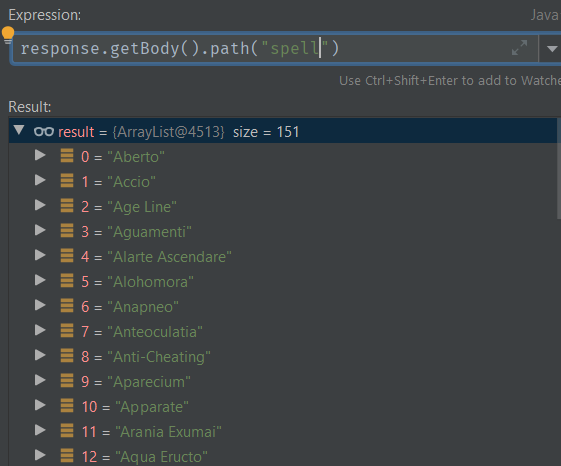 Expression:
Java
response.getBody().path("spell")
Use Ctrl+Shift+Enter to add to Watche
Result:
result = {ArrayList@4513} size = 151
0 = "Aberto"
1 = "Accio"
2 = "Age Line"
3 = "Aguamenti"
4 = "Alarte Ascendare"
5 = "Alohomora"
6 = "Anapneo"
7 = "Anteoculatia"
8 = "Anti-Cheating"
9 = "Aparecium"
10 = "Apparate"
11 = "Arania Exumai"
12 = "Aqua Eructo"